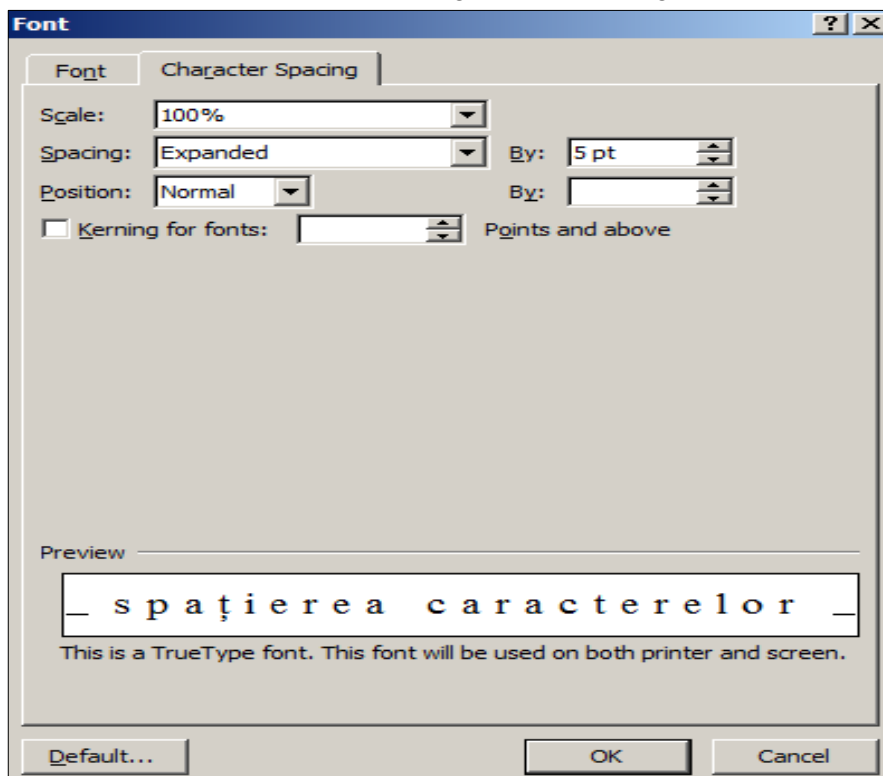 Font
Font Character Spacing
Scale: 100%
Spacing: Expanded By: 5 pt
Position: Normal By:
Kerning for fonts: Points and above
Preview
_ spațierea caracterelor _
This is a TrueType font. This font will be used on both printer and screen.
Default... OK Cancel